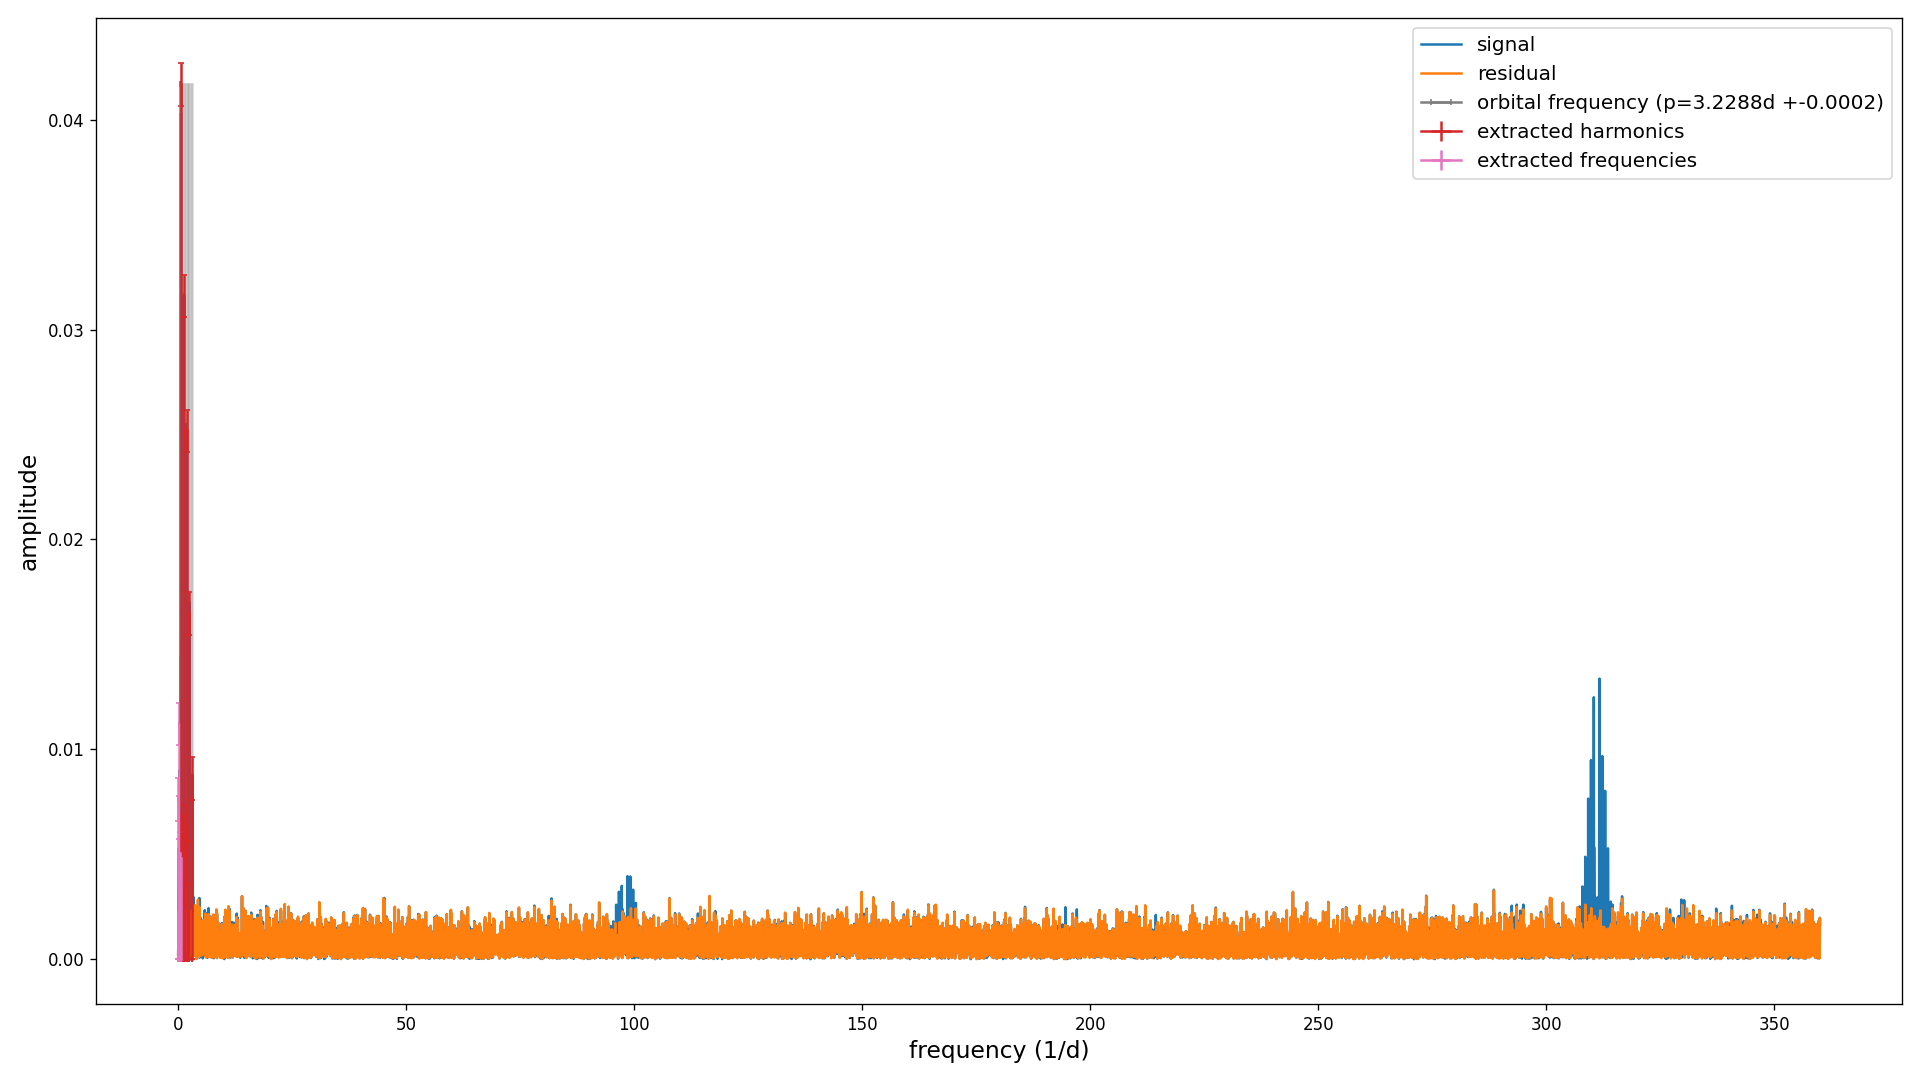 signal
residual
orbital frequency (p=3.2288d +-0.0002)
extracted harmonics
extracted frequencies
amplitude
0.04
0.03
0.02
0.01
0.00
0 50 100 150 200 250 300 350
frequency (1/d)